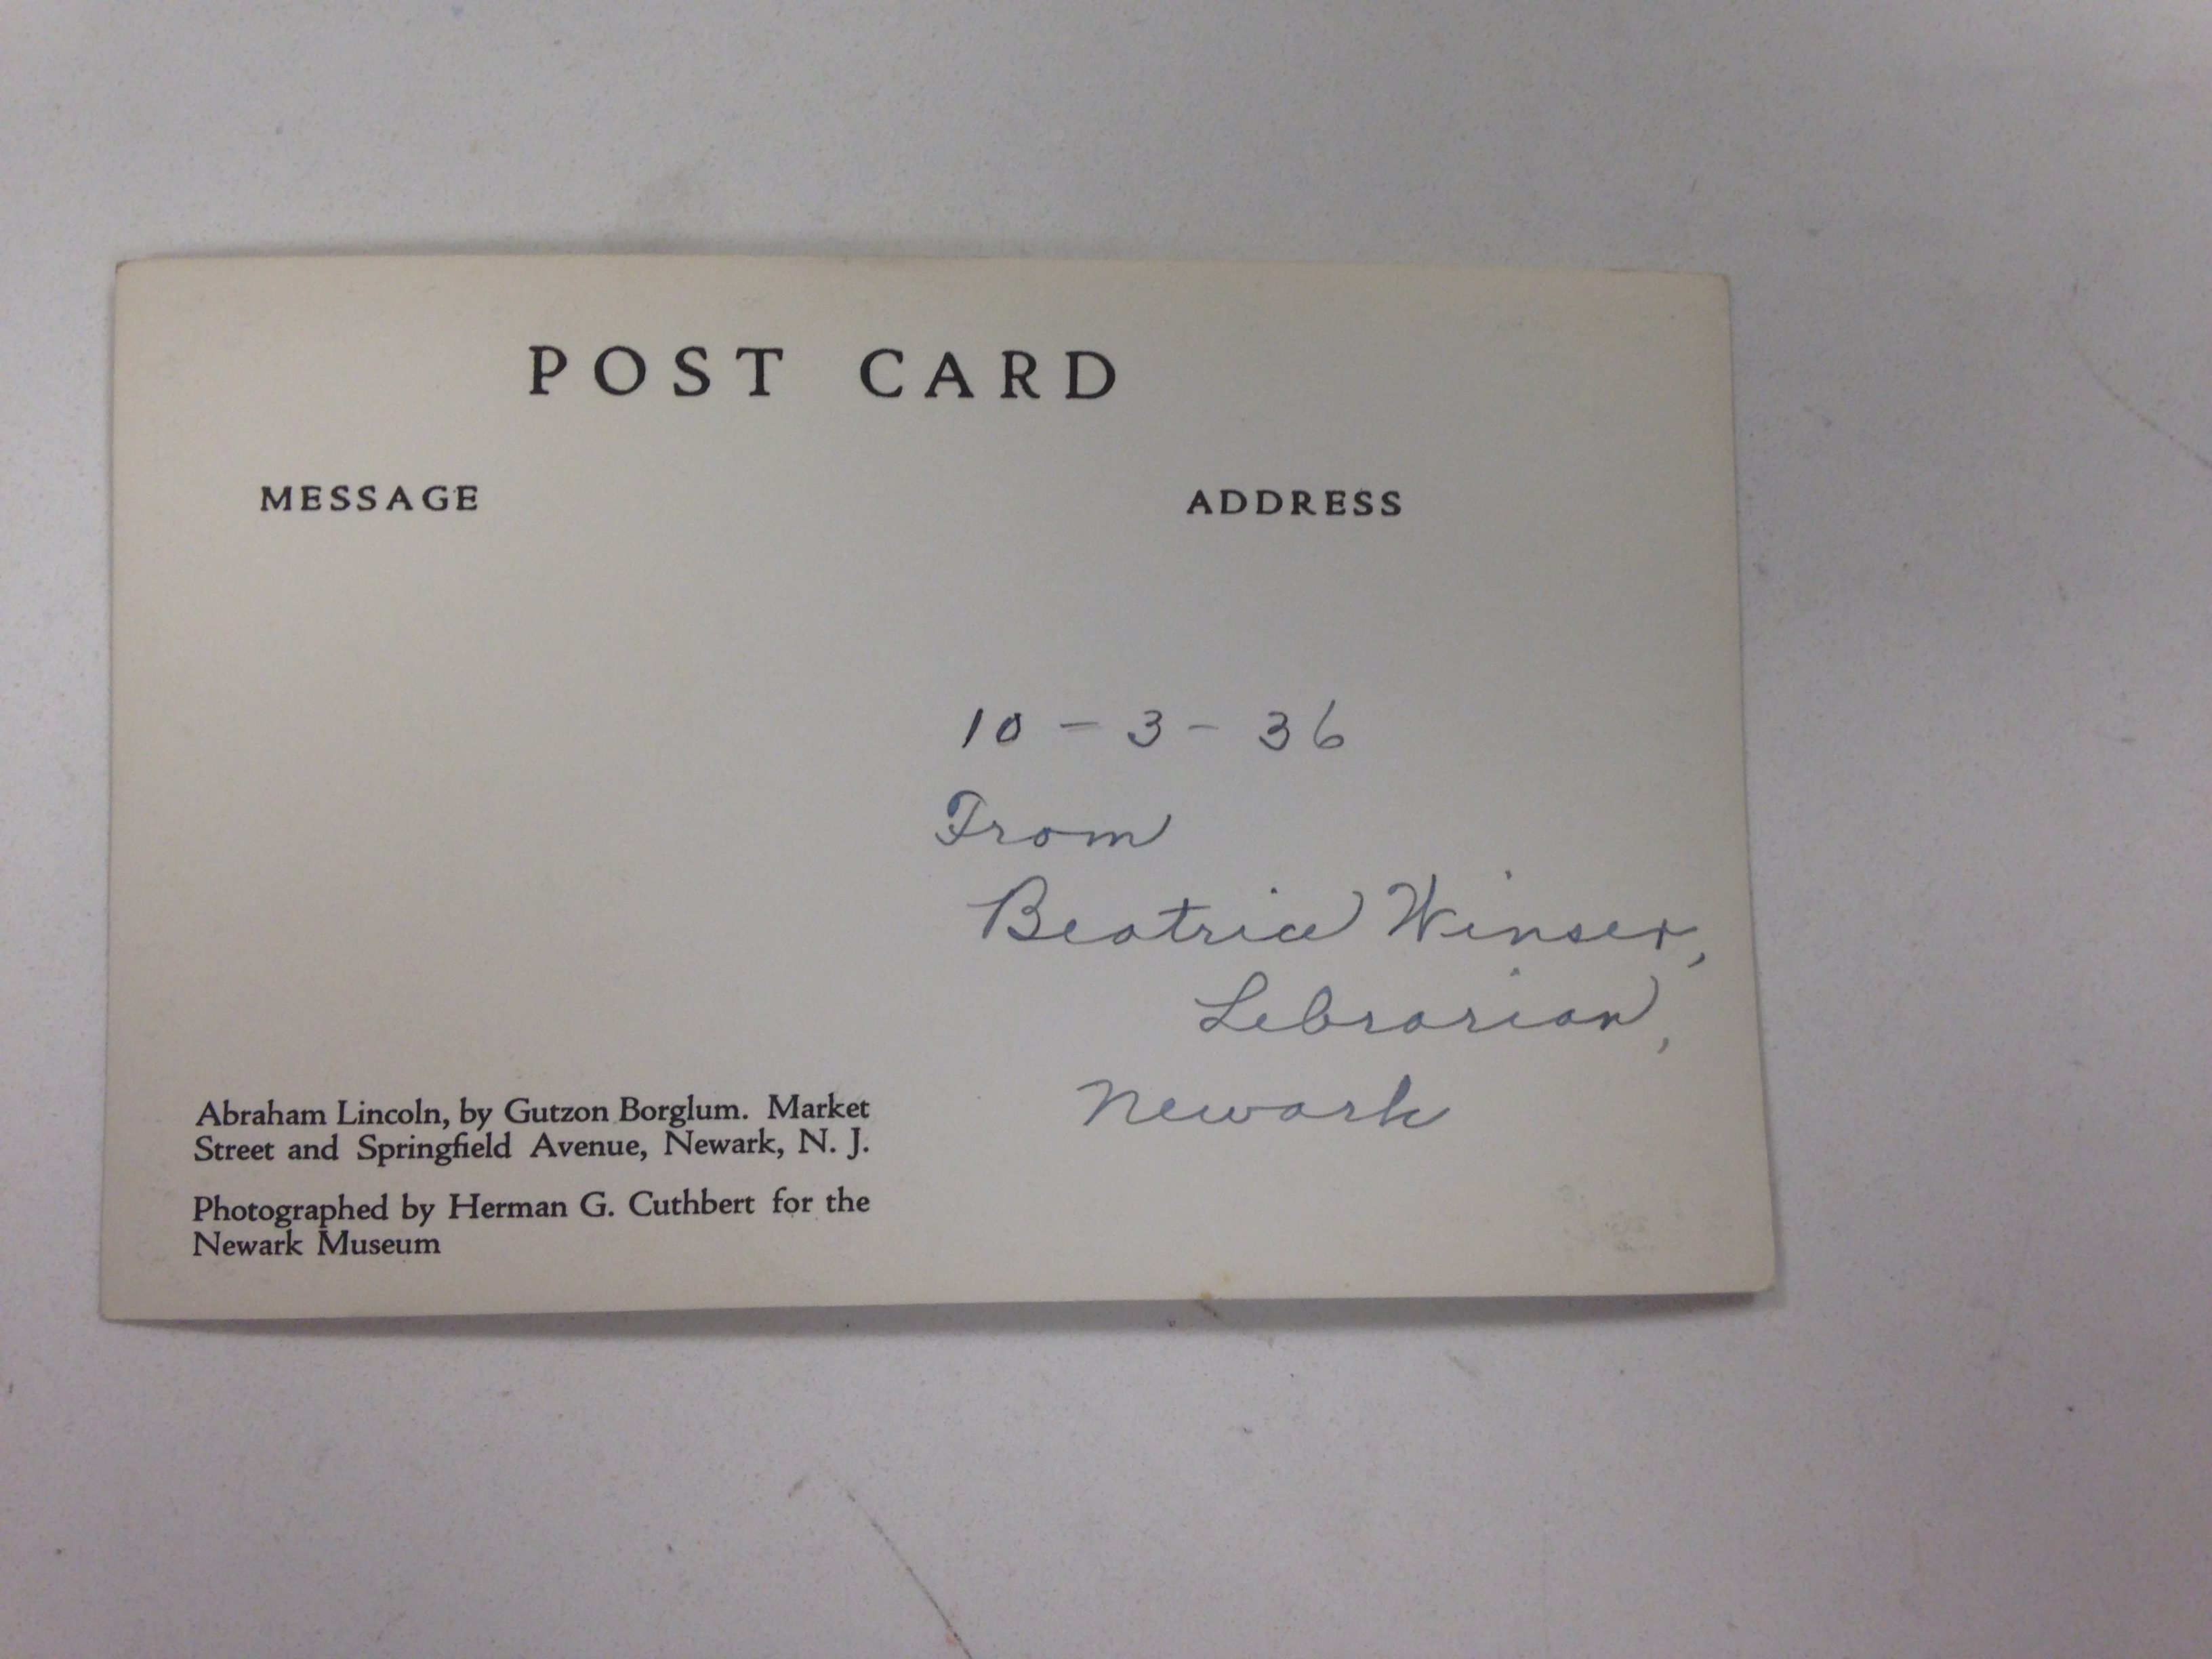 POST CARD
MESSAGE
ADDRESS
10 - 3 - 36
From
Beatrice Winser,
Librarian,
Newark
Abraham Lincoln, by Gutzon Borglum. Market
Street and Springfield Avenue, Newark, N. J.
Photographed by Herman G. Cuthbert for the
Newark Museum